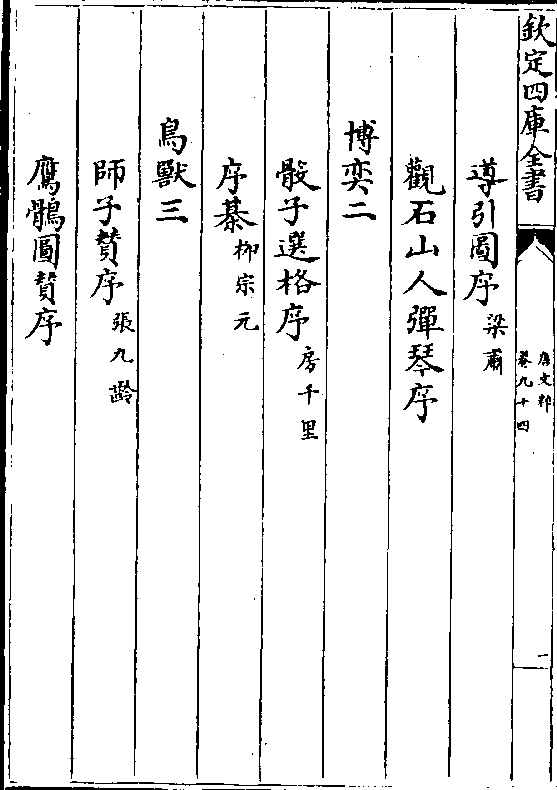 欽定四庫全書
唐文粹
卷九十四
一
導引圖序 梁肅
觀石山人彈琴序
博奕二
骰子選格序 房千里
序棊 柳宗元
鳥獸三
師子賛序 張九齡
鷹鶻圖賛序